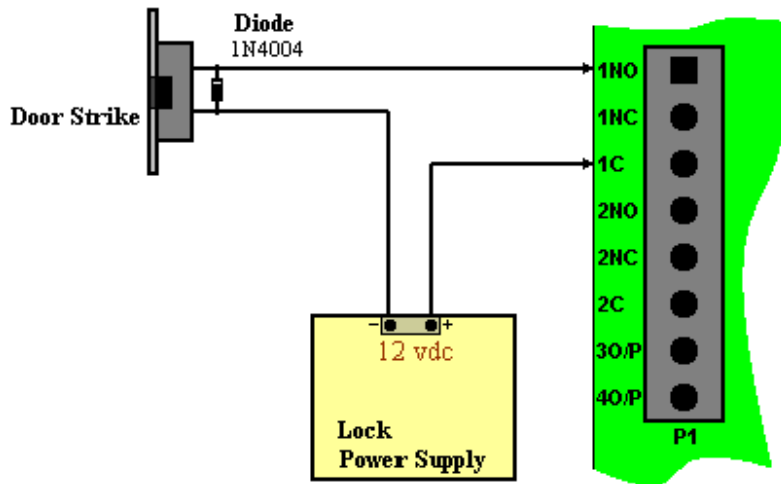 Diode
1N4004
Door Strike
1NO
1NC
1C
2NO
2NC
2C
3O/P
4O/P
P1
− +
12 vdc
Lock
Power Supply